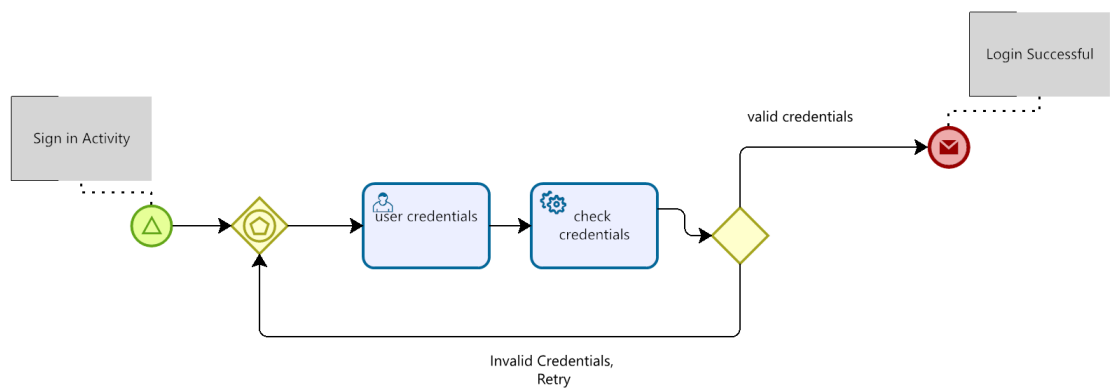 Sign in Activity
user credentials
check
credentials
valid credentials
Login Successful
Invalid Credentials,
Retry